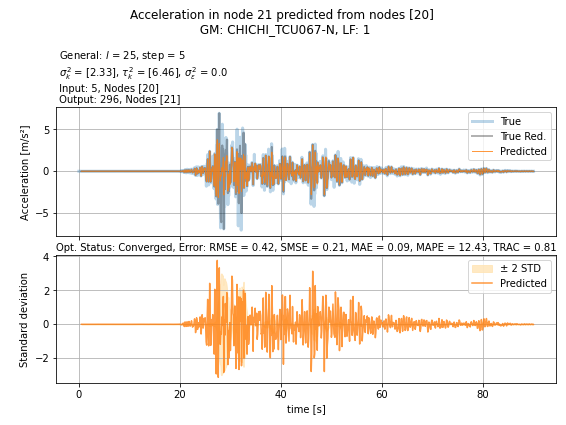 Acceleration in node 21 predicted from nodes [20]
GM: CHICHI_TCU067-N, LF: 1
General: l = 25, step = 5
σ²ₖ = [2.33], τ²ₖ = [6.46], σ²ε = 0.0
Input: 5, Nodes [20]
Output: 296, Nodes [21]
Acceleration [m/s²]
5
0
−5
True
True Red.
Predicted
Opt. Status: Converged, Error: RMSE = 0.42, SMSE = 0.21, MAE = 0.09, MAPE = 12.43, TRAC = 0.81
Standard deviation
4
2
0
−2
± 2 STD
Predicted
0 20 40 60 80
time [s]